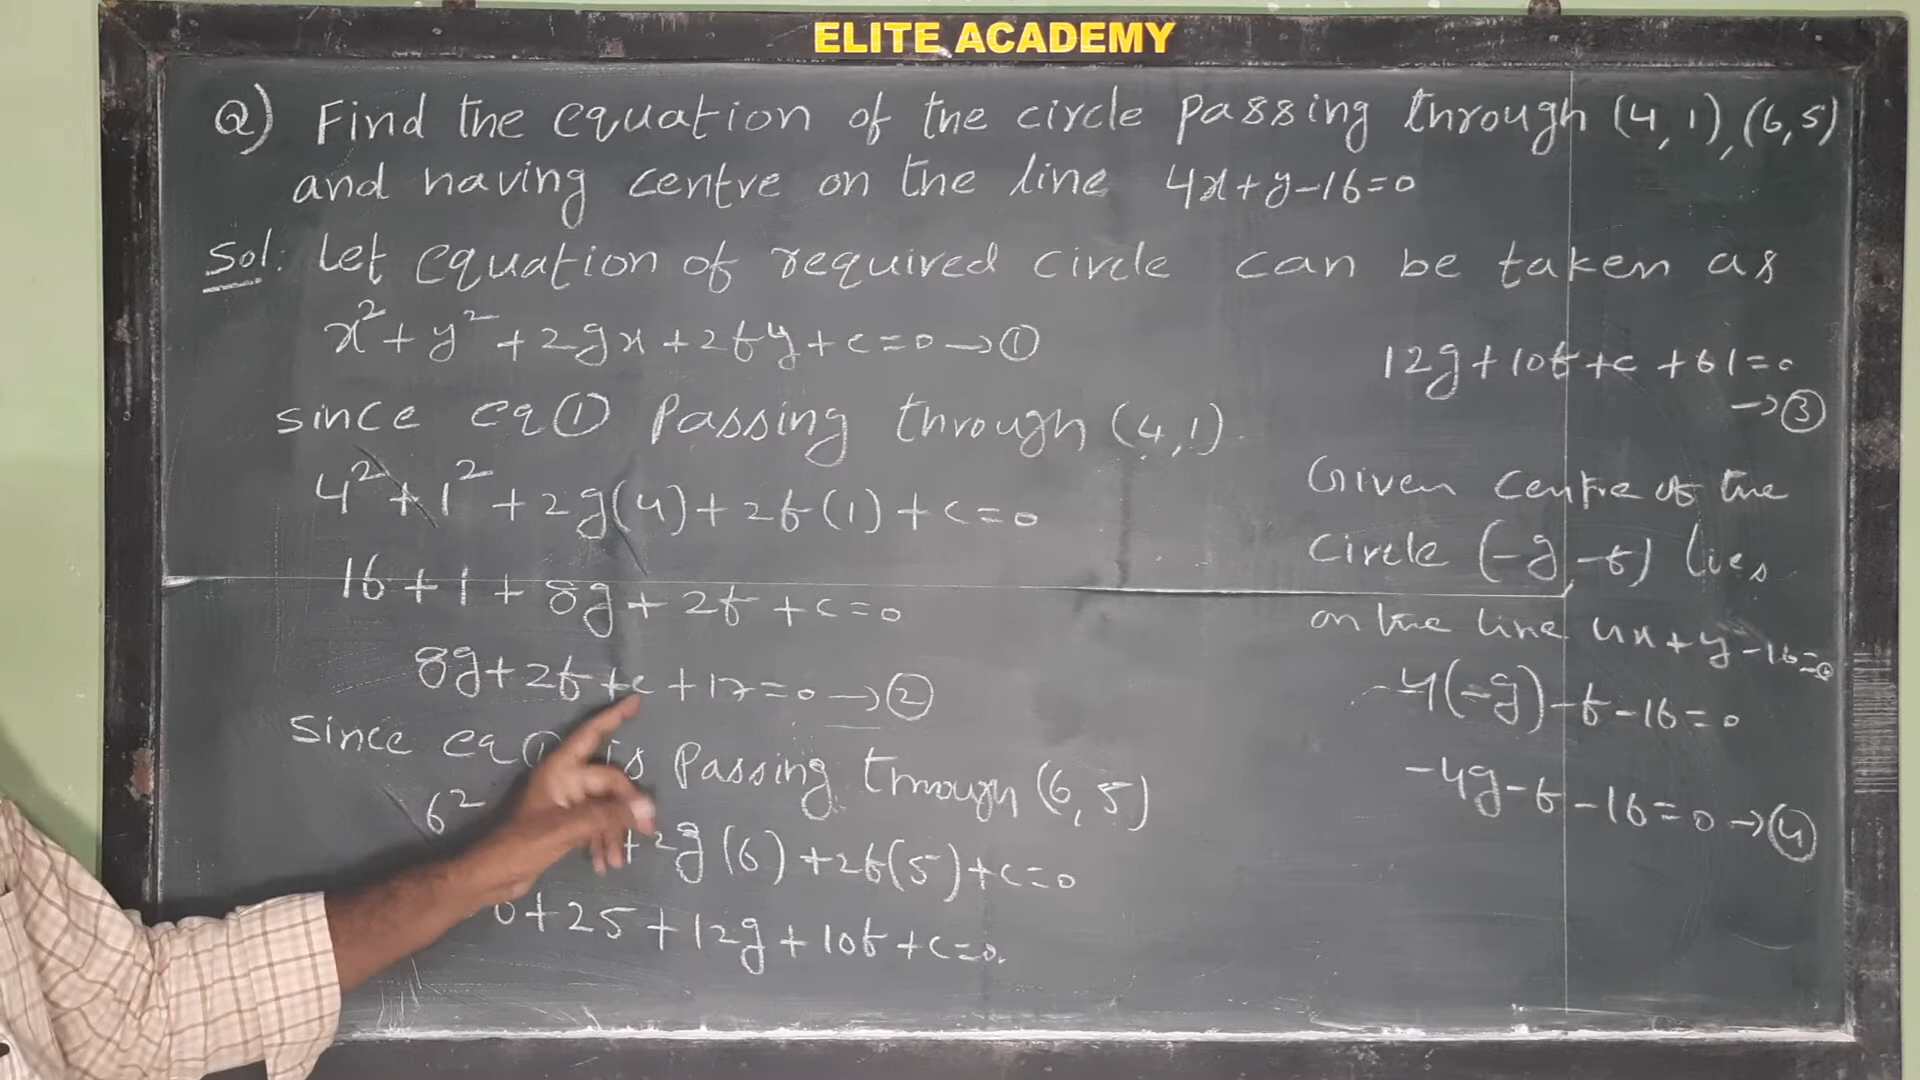 ELITE ACADEMY
Q) Find the equation of the circle passing through (4,1),(6,5)
and having centre on the line 4x+y-16=0
Sol: Let equation of required circle can be taken as
x²+y²+2gx+2fy+c=0→①
since eq① Passing through (4,1).
4²+1²+2g(4)+2f(1)+c=0
16+1+8g+2f+c=0
8g+2f+c+17=0→②
Since eq① is Passing through (6,5)
6² +2g(6)+2f(5)+c=0
6+25+12g+10f+c=0.
12g+10f+c+61=0
→③
Given centre of the
Circle (-g,-f) lies
on the line 4x+y-16=0
4(-g)-f-16=0
-4g-f-16=0→④